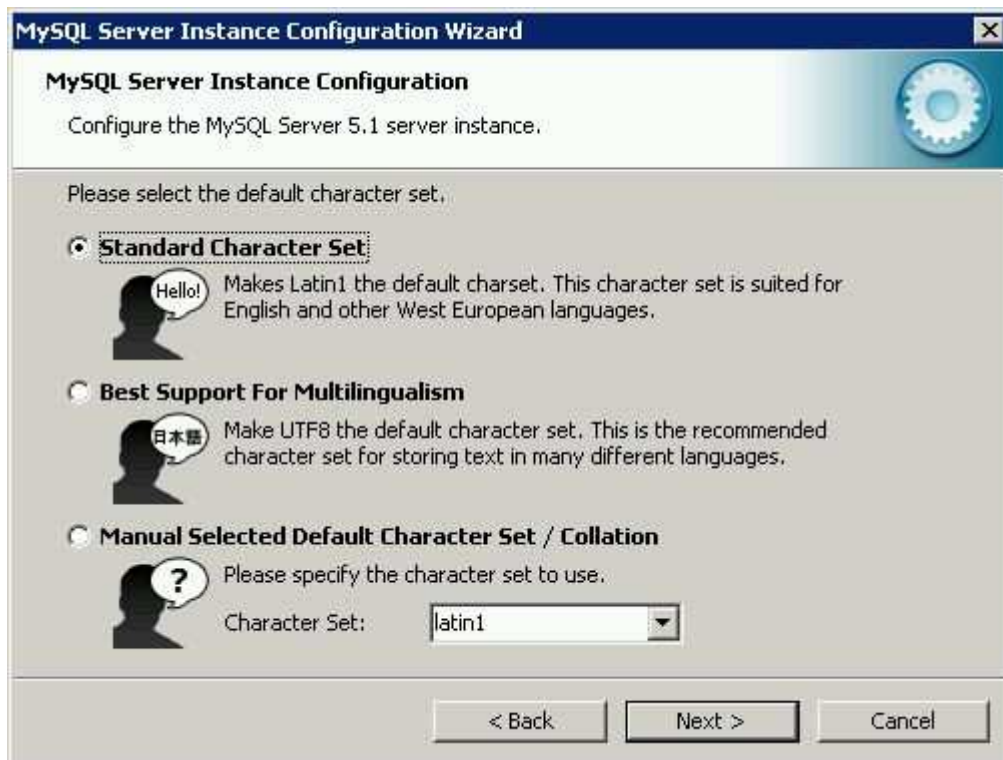 MySQL Server Instance Configuration Wizard
MySQL Server Instance Configuration
Configure the MySQL Server 5.1 server instance.
Please select the default character set.
Standard Character Set
Hello!
Makes Latin1 the default charset. This character set is suited for
English and other West European languages.
Best Support For Multilingualism
日本語
Make UTF8 the default character set. This is the recommended
character set for storing text in many different languages.
Manual Selected Default Character Set / Collation
?
Please specify the character set to use.
Character Set: latin1
< Back Next > Cancel